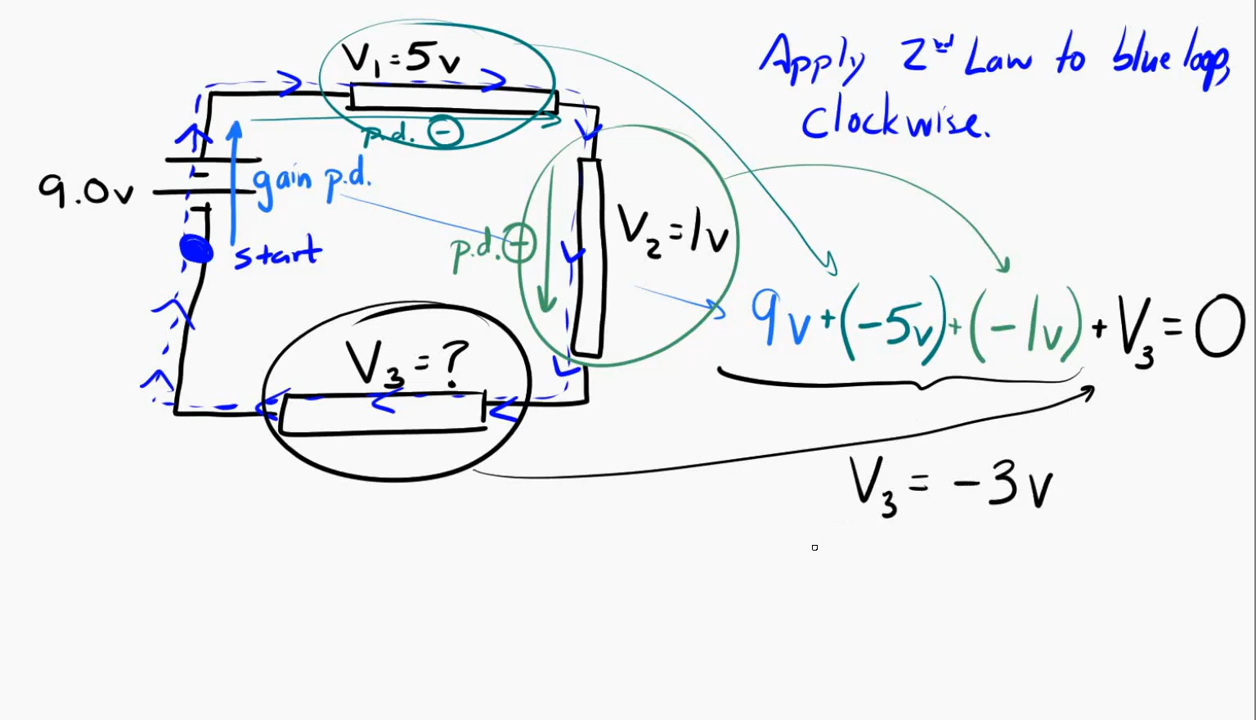 V₁=5v
Apply 2nd Law to blue loop,
clockwise.
p.d. ⊖
9.0v
gain p.d.
start
V₂=1v
p.d.
9v+(-5v)+(-1v)+V₃=0
V₃=?
V₃=-3v